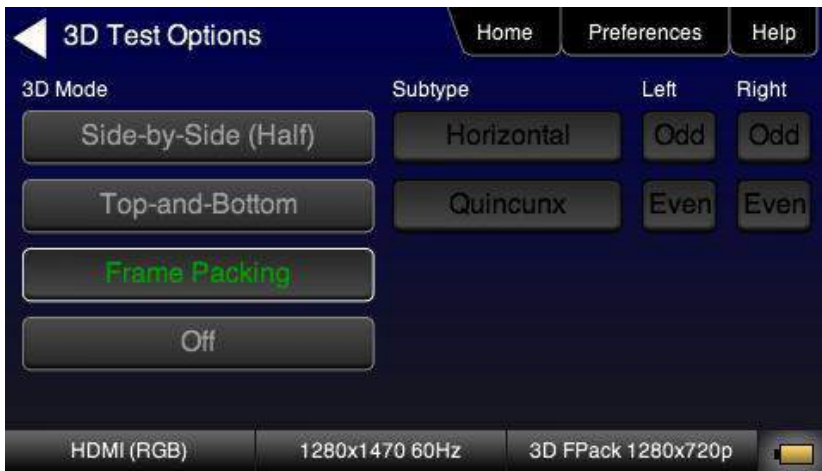 3D Test Options Home Preferences Help
3D Mode Subtype Left Right
Side-by-Side (Half) Horizontal Odd Odd
Top-and-Bottom Quincunx Even Even
Frame Packing
Off
HDMI (RGB) 1280x1470 60Hz 3D FPack 1280x720p